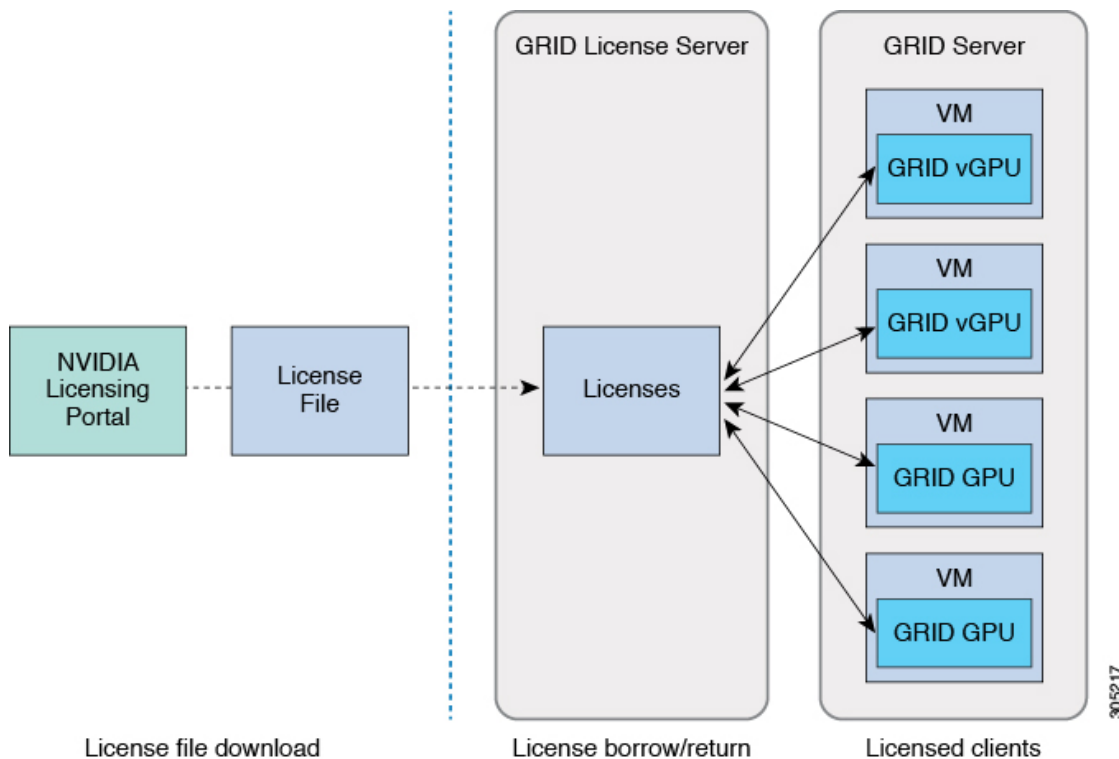 GRID License Server
GRID Server
VM
GRID vGPU
VM
GRID vGPU
NVIDIA
Licensing
Portal
License
File
Licenses
VM
GRID GPU
VM
GRID GPU
305217
License file download
License borrow/return
Licensed clients